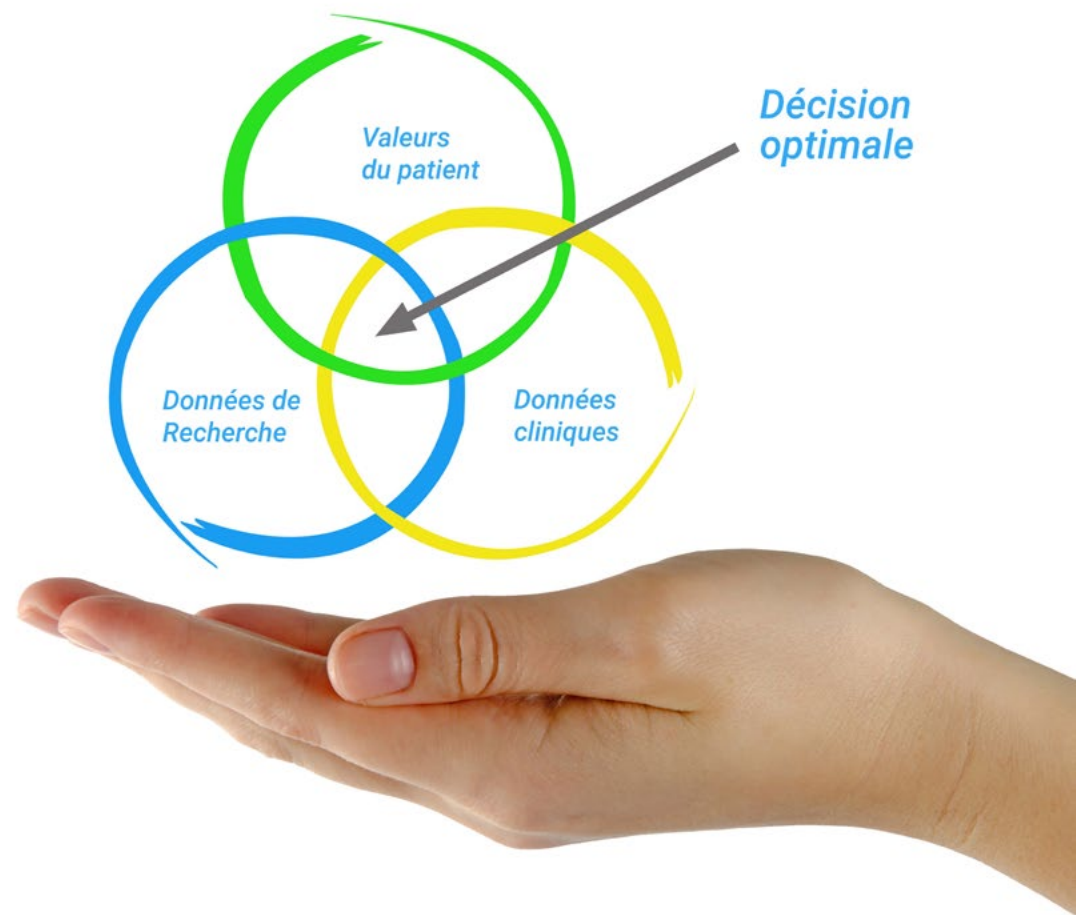 Décision
optimale
Valeurs
du patient
Données de
Recherche
Données
cliniques